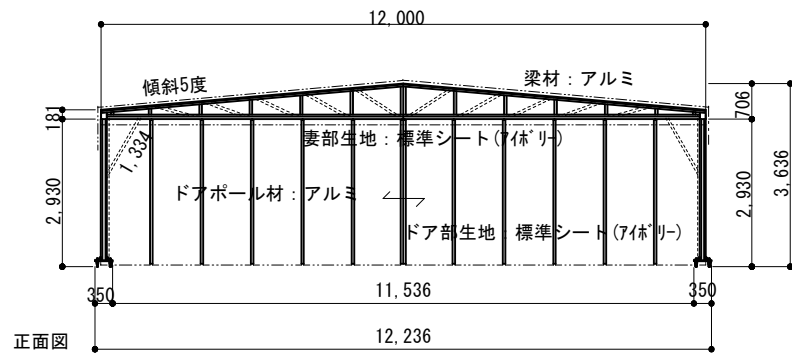 12,000
傾斜5度
梁材：アルミ
181
706
妻部生地：標準シート(ｱｲﾎﾞﾘｰ)
1,334
2,930
2,930
3,636
ドアポール材：アルミ
ドア部生地：標準シート(ｱｲﾎﾞﾘｰ)
350
11,536
350
正面図
12,236